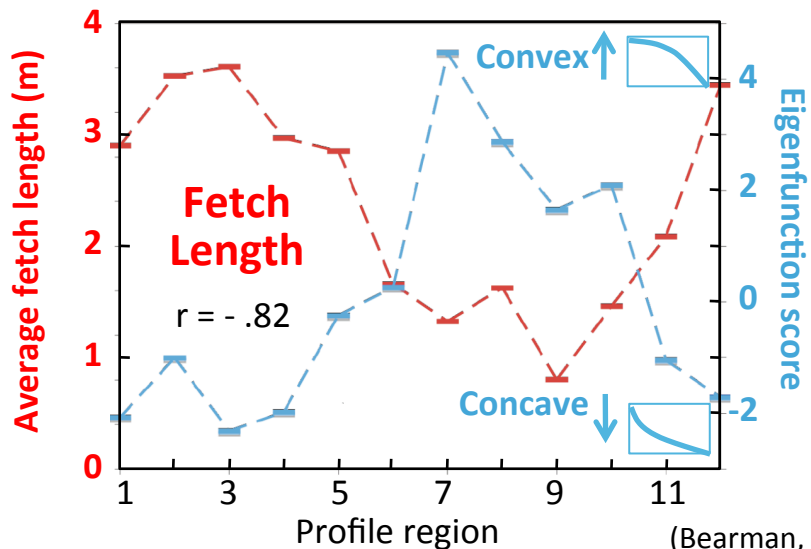 4
3
2
1
0
Average fetch length (m)
Convex
Fetch
Length
r = - .82
Concave
4
2
0
-2
Eigenfunction score
1 3 5 7 9 11
Profile region
(Bearman,